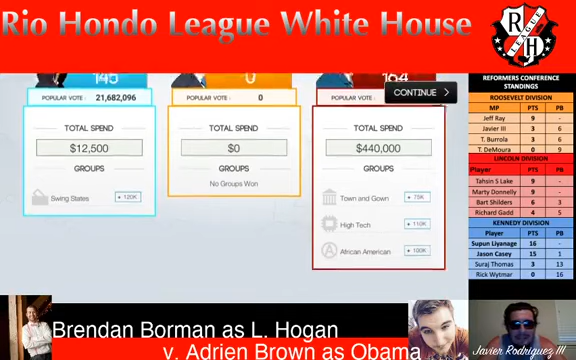 Rio Hondo League White House
R
H
LEAGUE
145
POPULAR VOTE : 21,682,096
TOTAL SPEND
$12,500
GROUPS
Swing States + 120K
0
POPULAR VOTE : 0
TOTAL SPEND
$0
GROUPS
No Groups Won
164
POPULAR VOTE :
CONTINUE
TOTAL SPEND
$440,000
GROUPS
Town and Gown + 75K
High Tech + 110K
African American + 100K
REFORMERS CONFERENCE
STANDINGS
ROOSEVELT DIVISION
MP PTS PB
Jeff Ray 9 -
Javier III 3 6
T. Burrola 3 6
T. DeMoura 0 9
LINCOLN DIVISION
Player PTS PB
Tahsin S Lake 9 -
Marty Donnelly 9 -
Bart Shilders 6 3
Richard Gadd 4 5
KENNEDY DIVISION
Player PTS PB
Supun Liyanage 16 -
Jason Casey 15 1
Suraj Thomas 3 13
Rick Wytmar 0 16
Brendan Borman as L. Hogan
v. Adrien Brown as Obama
Javier Rodriguez III